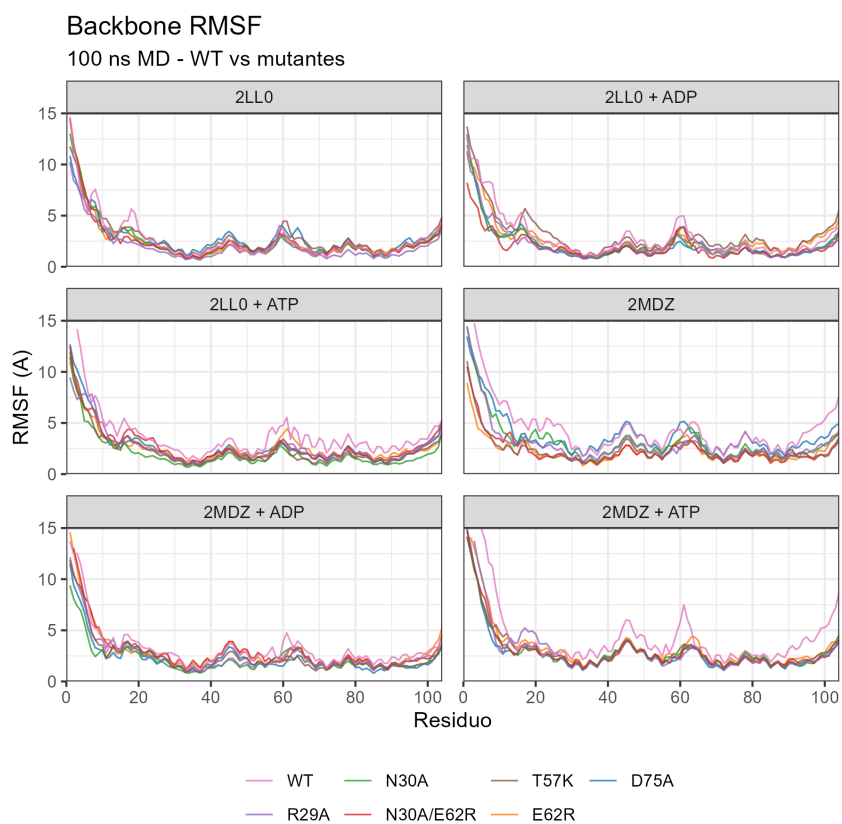 Backbone RMSF
100 ns MD - WT vs mutantes
2LL0
2LL0 + ADP
15
10
5
0
2LL0 + ATP
2MDZ
15
10
5
0
RMSF (A)
2MDZ + ADP
2MDZ + ATP
15
10
5
0
0 20 40 60 80 100 0 20 40 60 80 100
Residuo
WT N30A T57K D75A
R29A N30A/E62R E62R